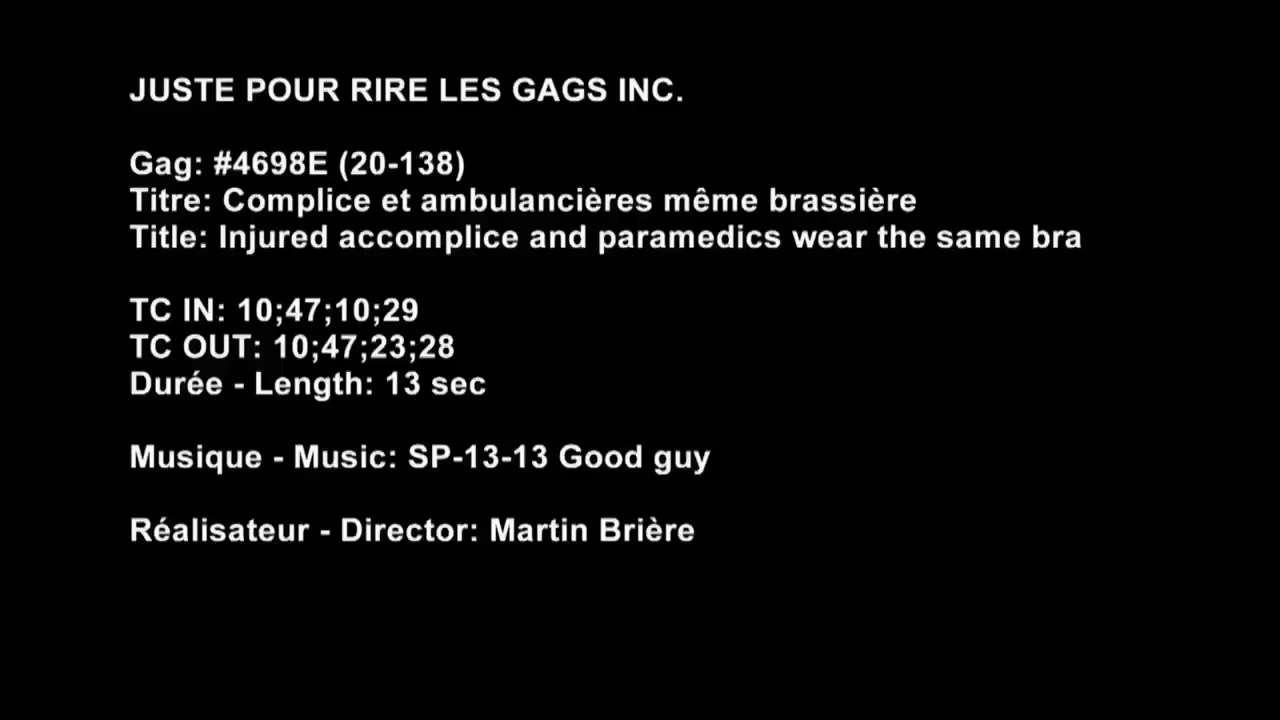 JUSTE POUR RIRE LES GAGS INC.
Gag: #4698E (20-138)
Titre: Complice et ambulancières même brassière
Title: Injured accomplice and paramedics wear the same bra
TC IN: 10;47;10;29
TC OUT: 10;47;23;28
Durée - Length: 13 sec
Musique - Music: SP-13-13 Good guy
Réalisateur - Director: Martin Brière